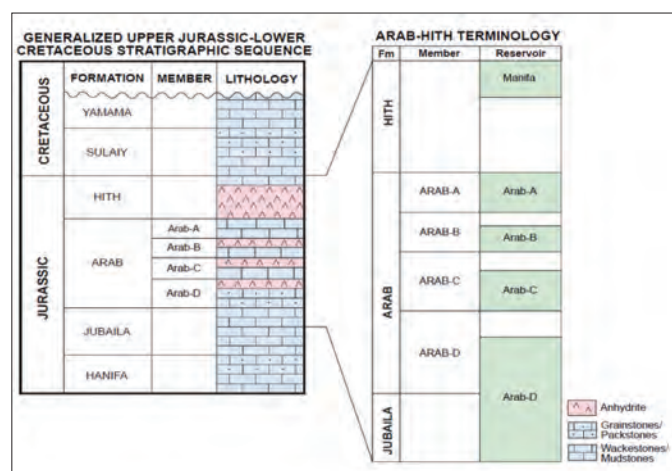 GENERALIZED UPPER JURASSIC-LOWER
CRETACEOUS STRATIGRAPHIC SEQUENCE
FORMATION MEMBER LITHOLOGY
CRETACEOUS
YAMAMA
SULAIY
JURASSIC
HITH
ARAB
Arab-A
Arab-B
Arab-C
Arab-D
JUBAILA
HANIFA
ARAB-HITH TERMINOLOGY
Fm Member Reservoir
HITH
Manifa
ARAB
ARAB-A Arab-A
ARAB-B Arab-B
ARAB-C Arab-C
ARAB-D
Arab-D
JUBAILA
Anhydrite
Grainstones/
Packstones
Wackestones/
Mudstones